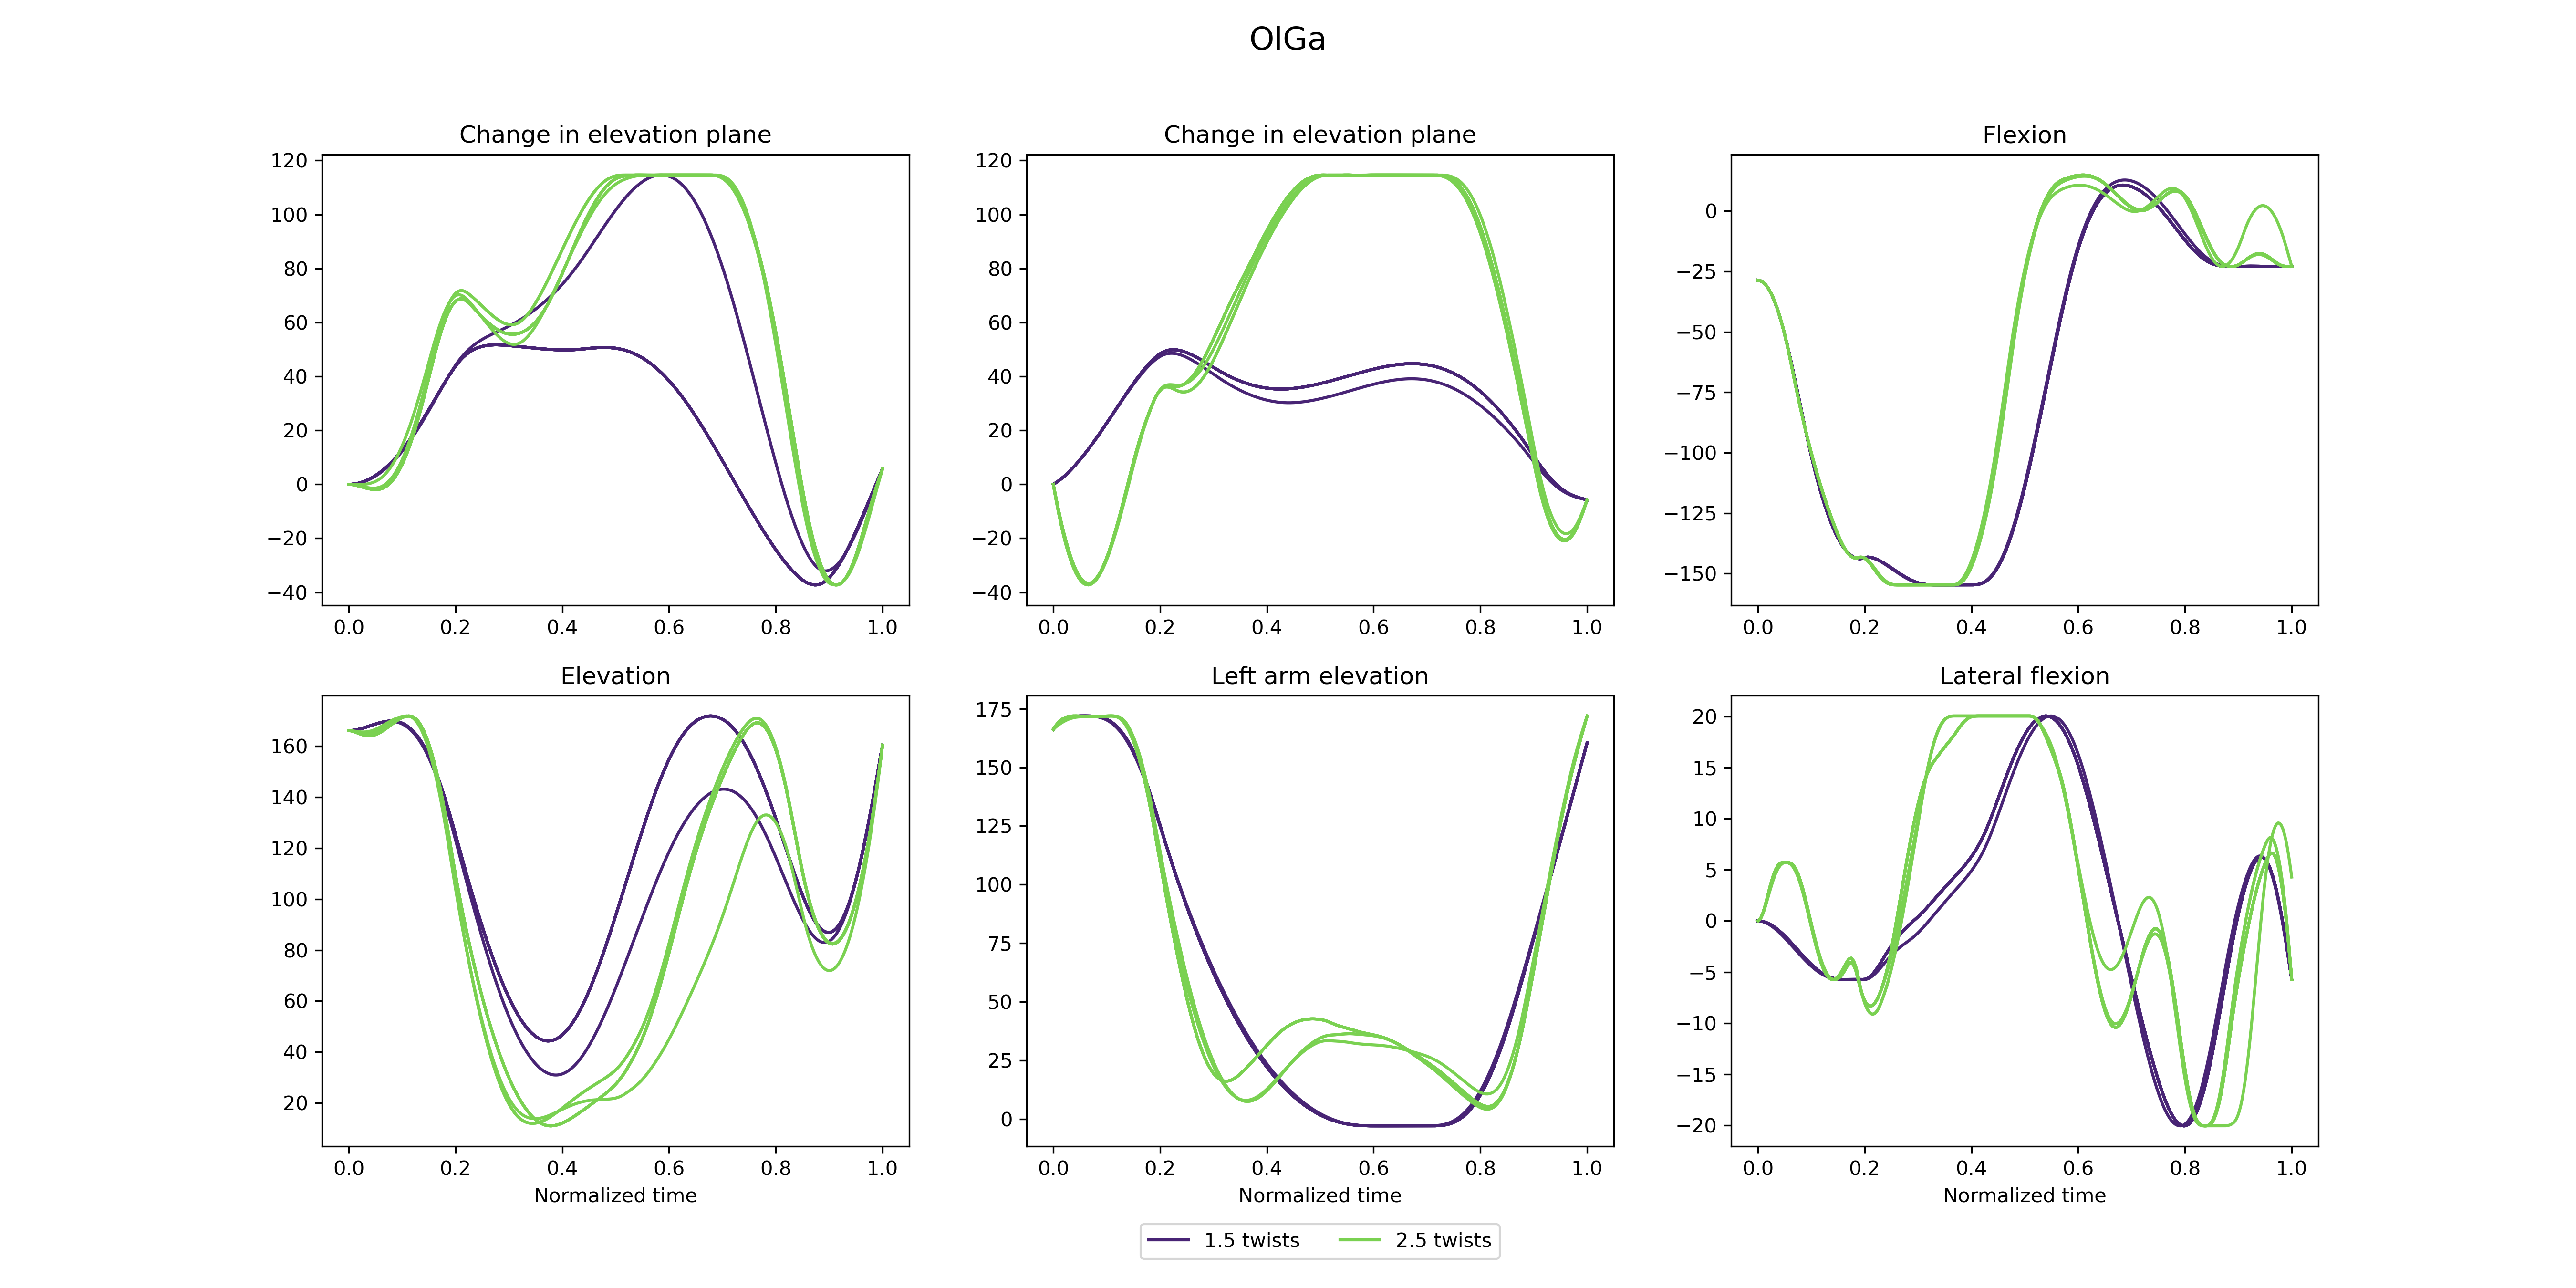 OlGa
Change in elevation plane
120
100
80
60
40
20
0
−20
−40
0.0 0.2 0.4 0.6 0.8 1.0
Change in elevation plane
120
100
80
60
40
20
0
−20
−40
0.0 0.2 0.4 0.6 0.8 1.0
Flexion
0
−25
−50
−75
−100
−125
−150
0.0 0.2 0.4 0.6 0.8 1.0
Elevation
160
140
120
100
80
60
40
20
0.0 0.2 0.4 0.6 0.8 1.0
Normalized time
Left arm elevation
175
150
125
100
75
50
25
0
0.0 0.2 0.4 0.6 0.8 1.0
Normalized time
Lateral flexion
20
15
10
5
0
−5
−10
−15
−20
0.0 0.2 0.4 0.6 0.8 1.0
Normalized time
1.5 twists 2.5 twists